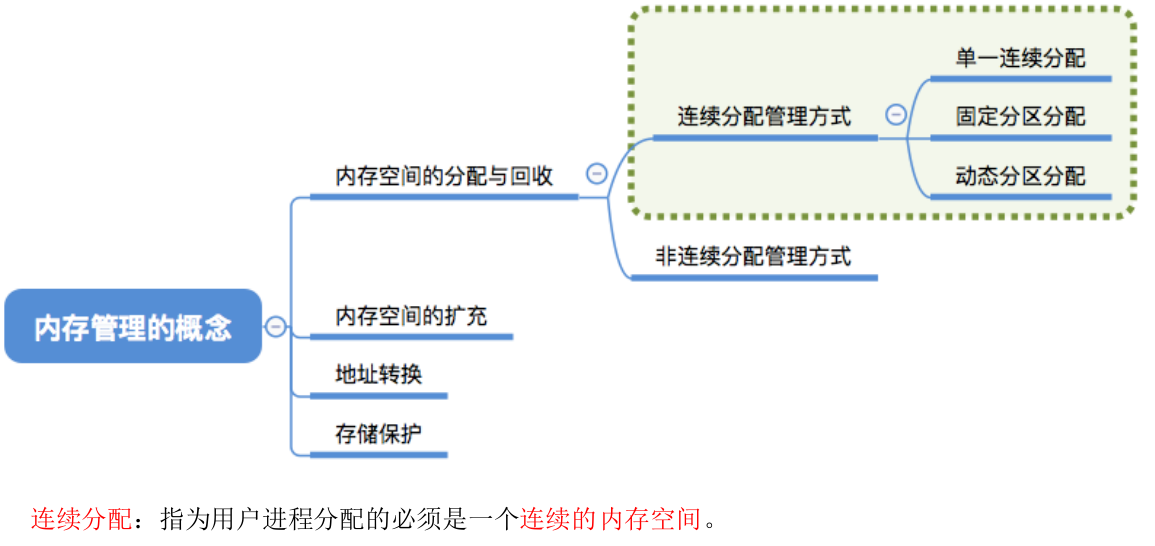 单一连续分配
连续分配管理方式
固定分区分配
动态分区分配
内存空间的分配与回收
非连续分配管理方式
内存管理的概念
内存空间的扩充
地址转换
存储保护
连续分配：指为用户进程分配的必须是一个连续的内存空间。